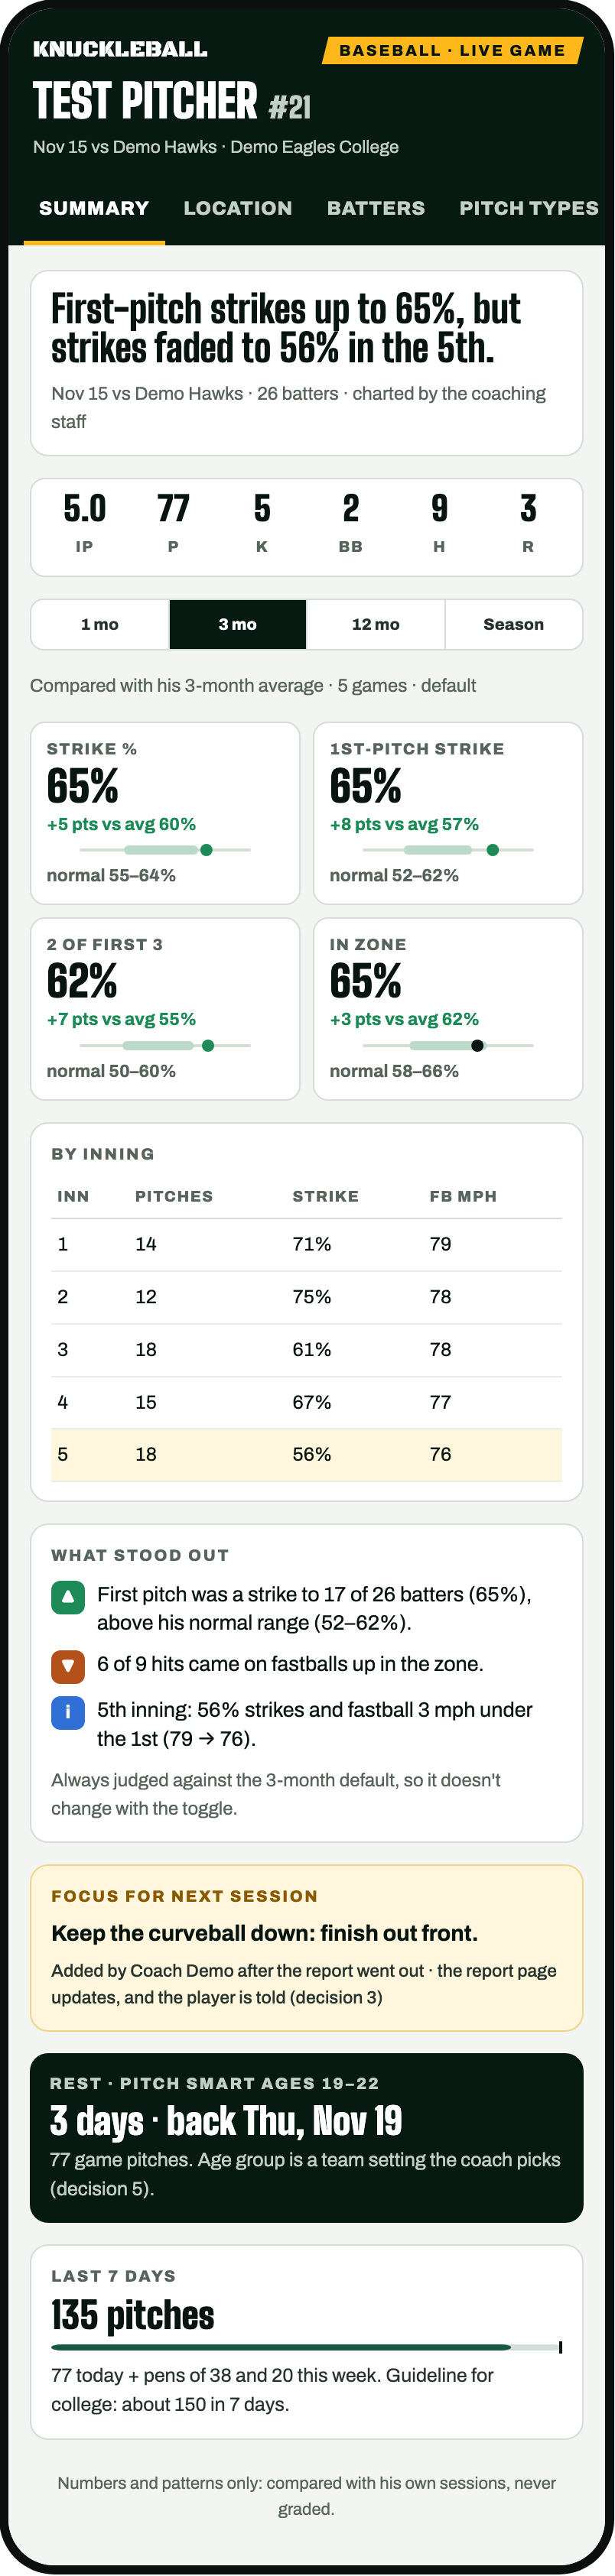 KNUCKLEBALL
BASEBALL · LIVE GAME
TEST PITCHER #21
Nov 15 vs Demo Hawks · Demo Eagles College
SUMMARY LOCATION BATTERS PITCH TYPES
First-pitch strikes up to 65%, but
strikes faded to 56% in the 5th.
Nov 15 vs Demo Hawks · 26 batters · charted by the coaching
staff
5.0 77 5 2 9 3
IP P K BB H R
1 mo 3 mo 12 mo Season
Compared with his 3-month average · 5 games · default
STRIKE %
65%
+5 pts vs avg 60%
normal 55–64%
1ST-PITCH STRIKE
65%
+8 pts vs avg 57%
normal 52–62%
2 OF FIRST 3
62%
+7 pts vs avg 55%
normal 50–60%
IN ZONE
65%
+3 pts vs avg 62%
normal 58–66%
BY INNING
INN PITCHES STRIKE FB MPH
1 14 71% 79
2 12 75% 78
3 18 61% 78
4 15 67% 77
5 18 56% 76
WHAT STOOD OUT
First pitch was a strike to 17 of 26 batters (65%),
above his normal range (52–62%).
6 of 9 hits came on fastballs up in the zone.
i 5th inning: 56% strikes and fastball 3 mph under
the 1st (79 → 76).
Always judged against the 3-month default, so it doesn't
change with the toggle.
FOCUS FOR NEXT SESSION
Keep the curveball down: finish out front.
Added by Coach Demo after the report went out · the report page
updates, and the player is told (decision 3)
REST · PITCH SMART AGES 19–22
3 days · back Thu, Nov 19
77 game pitches. Age group is a team setting the coach picks
(decision 5).
LAST 7 DAYS
135 pitches
77 today + pens of 38 and 20 this week. Guideline for
college: about 150 in 7 days.
Numbers and patterns only: compared with his own sessions, never
graded.